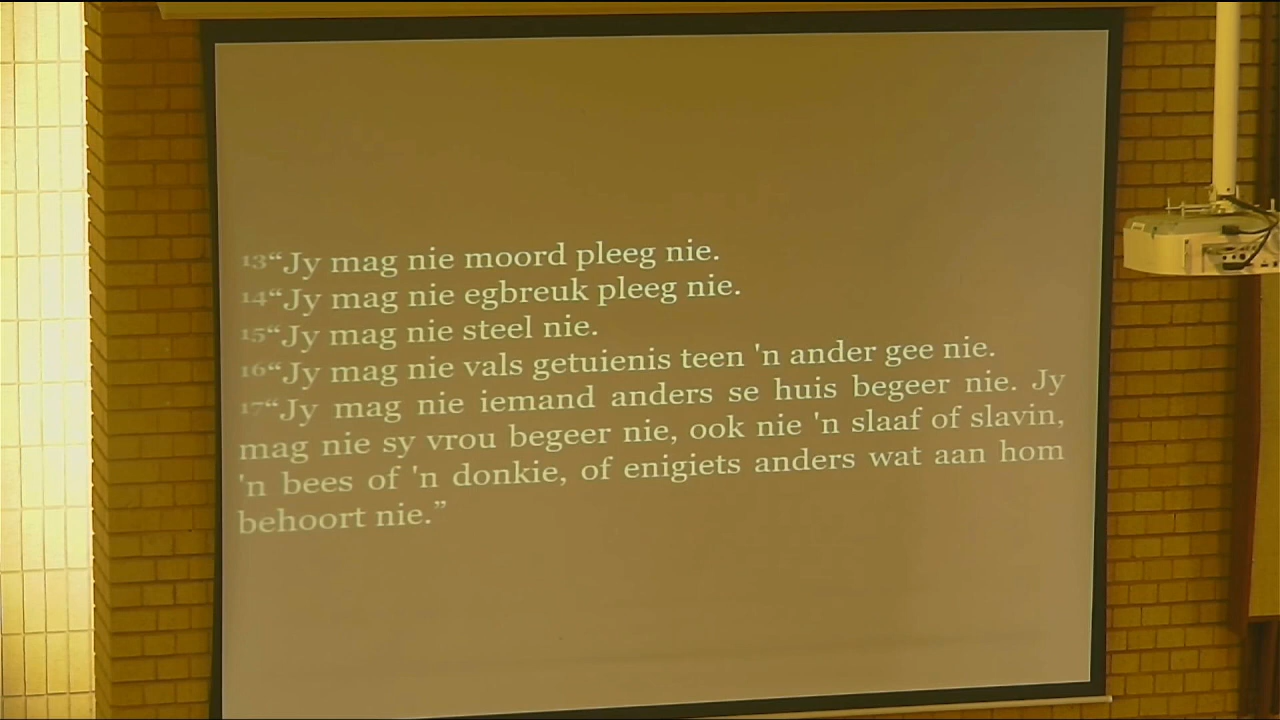 13“Jy mag nie moord pleeg nie.
14“Jy mag nie egbreuk pleeg nie.
15“Jy mag nie steel nie.
16“Jy mag nie vals getuienis teen 'n ander gee nie.
17“Jy mag nie iemand anders se huis begeer nie. Jy
mag nie sy vrou begeer nie, ook nie 'n slaaf of slavin,
'n bees of 'n donkie, of enigiets anders wat aan hom
behoort nie.”